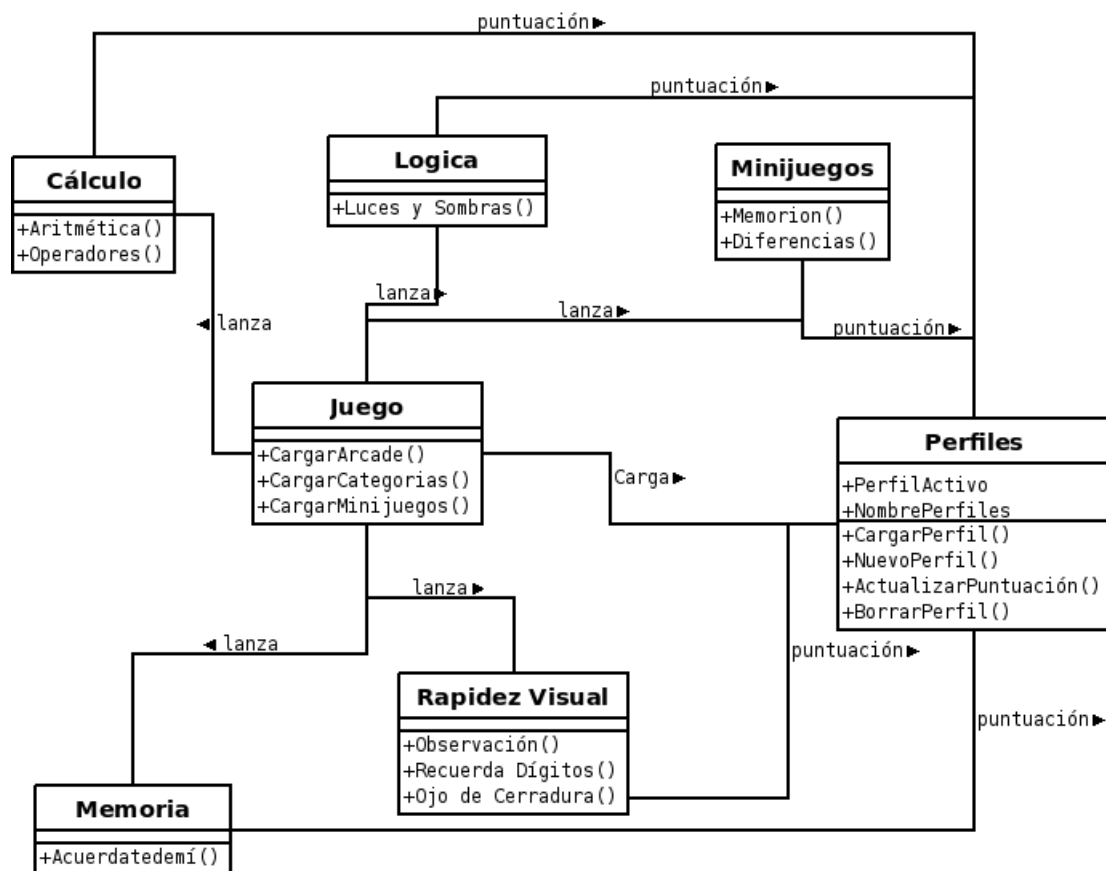 puntuación►
puntuación►
Logica
+Luces y Sombras()
Minijuegos
+Memorion()
+Diferencias()
Cálculo
+Aritmética()
+Operadores()
lanza►
lanza►
◄ lanza
puntuación►
Juego
+CargarArcade()
+CargarCategorias()
+CargarMinijuegos()
Carga►
Perfiles
+PerfilActivo
+NombrePerfiles
+CargarPerfil()
+NuevoPerfil()
+ActualizarPuntuación()
+BorrarPerfil()
lanza►
◄ lanza
puntuación►
puntuación►
Rapidez Visual
+Observación()
+Recuerda Dígitos()
+Ojo de Cerradura()
Memoria
+Acuerdatedemí()